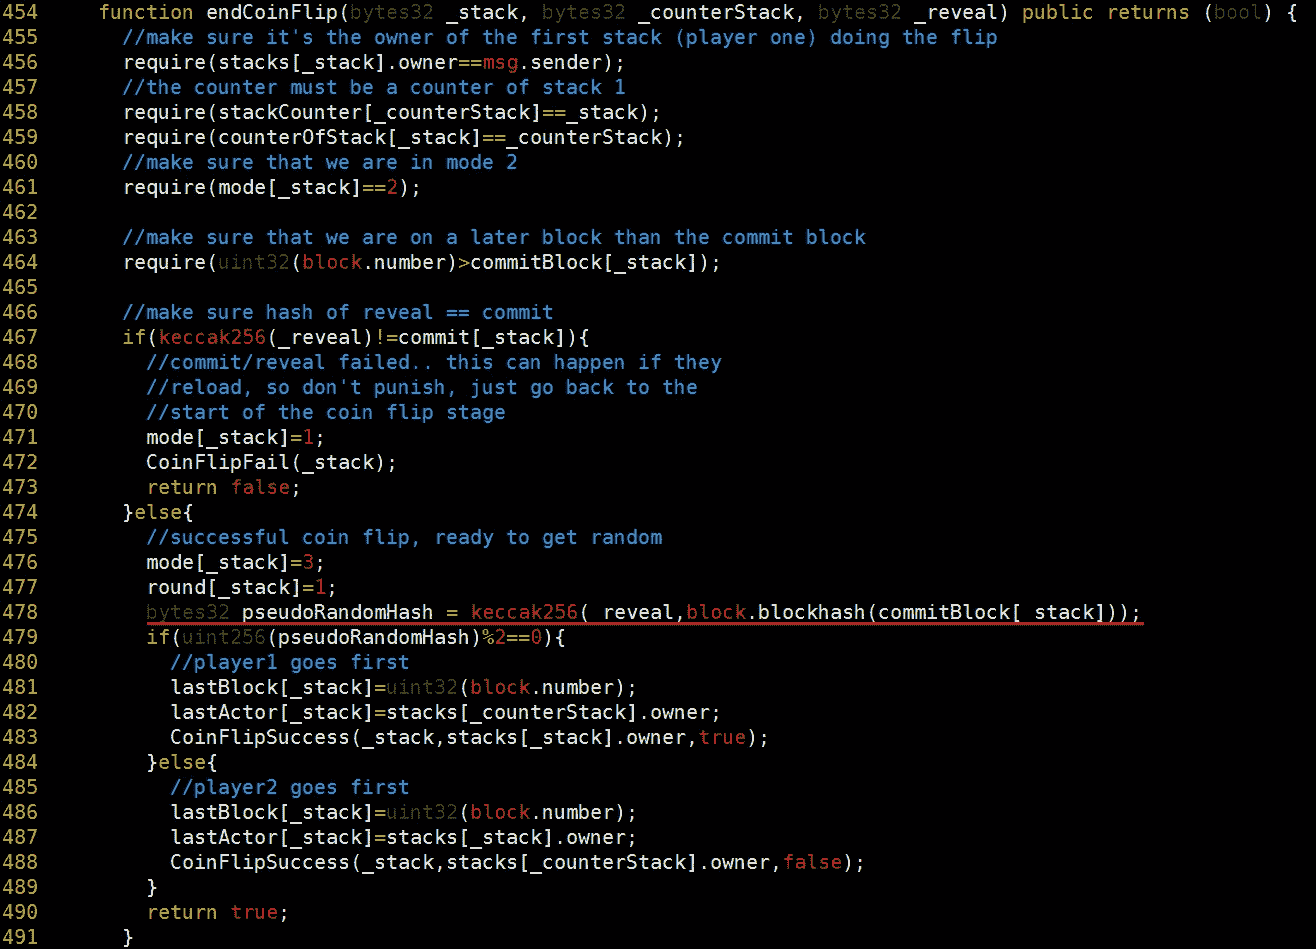 454     function endCoinFlip(bytes32 _stack, bytes32 _counterStack, bytes32 _reveal) public returns (bool) {
455       //make sure it's the owner of the first stack (player one) doing the flip
456       require(stacks[_stack].owner==msg.sender);
457       //the counter must be a counter of stack 1
458       require(stackCounter[_counterStack]==_stack);
459       require(counterOfStack[_stack]==_counterStack);
460       //make sure that we are in mode 2
461       require(mode[_stack]==2);
462
463       //make sure that we are on a later block than the commit block
464       require(uint32(block.number)>commitBlock[_stack]);
465
466       //make sure hash of reveal == commit
467       if(keccak256(_reveal)!=commit[_stack]){
468         //commit/reveal failed.. this can happen if they
469         //reload, so don't punish, just go back to the
470         //start of the coin flip stage
471         mode[_stack]=1;
472         CoinFlipFail(_stack);
473         return false;
474       }else{
475         //successful coin flip, ready to get random
476         mode[_stack]=3;
477         round[_stack]=1;
478         bytes32 pseudoRandomHash = keccak256(_reveal,block.blockhash(commitBlock[_stack]));
479         if(uint256(pseudoRandomHash)%2==0){
480           //player1 goes first
481           lastBlock[_stack]=uint32(block.number);
482           lastActor[_stack]=stacks[_counterStack].owner;
483           CoinFlipSuccess(_stack,stacks[_stack].owner,true);
484         }else{
485           //player2 goes first
486           lastBlock[_stack]=uint32(block.number);
487           lastActor[_stack]=stacks[_stack].owner;
488           CoinFlipSuccess(_stack,stacks[_counterStack].owner,false);
489         }
490         return true;
491       }